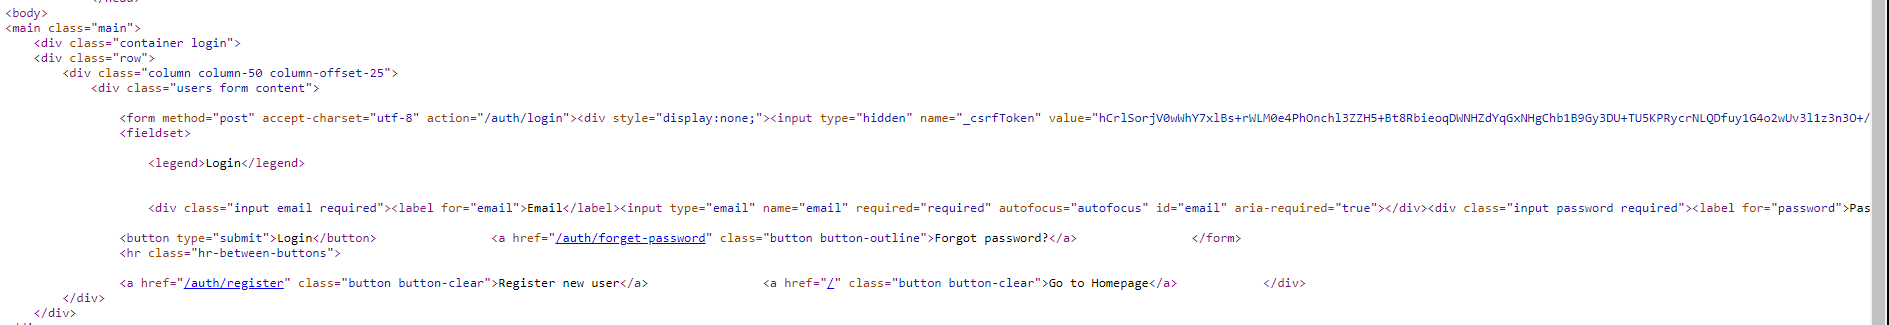 <body>
<main class="main">
<div class="container login">
<div class="row">
<div class="column column-50 column-offset-25">
<div class="users form content">
<form method="post" accept-charset="utf-8" action="/auth/login"><div style="display:none;"><input type="hidden" name="_csrfToken" value="hCrlSorjV0wWhY7xlBs+rWLM0e4PhOnchl3ZZH5+Bt8RbieoqDWNHZdYqGxNHgChb1B9Gy3DU+TU5KPRycrNLQDfuy1G4o2wUv3l1z3n3O+/
<fieldset>
<legend>Login</legend>
<div class="input email required"><label for="email">Email</label><input type="email" name="email" required="required" autofocus="autofocus" id="email" aria-required="true"></div><div class="input password required"><label for="password">Pas
<button type="submit">Login</button> <a href="/auth/forget-password" class="button button-outline">Forgot password?</a> </form>
<hr class="hr-between-buttons">
<a href="/auth/register" class="button button-clear">Register new user</a> <a href="/" class="button button-clear">Go to Homepage</a> </div>
</div>
</div>